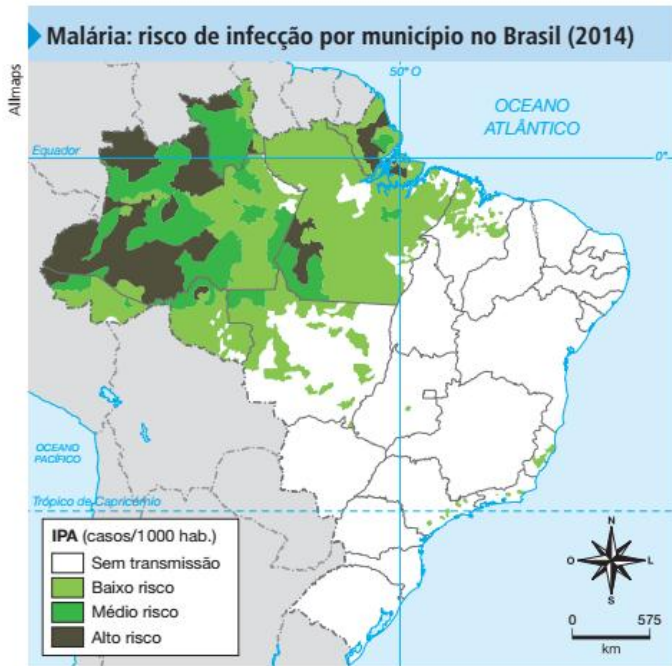 Malária: risco de infecção por município no Brasil (2014)
Allmaps
50° O
OCEANO
ATLÂNTICO
Equador
0°
OCEANO
PACÍFICO
Trópico de Capricórnio
IPA (casos/1000 hab.)
Sem transmissão
Baixo risco
Médio risco
Alto risco
N
O
L
S
0 575
km